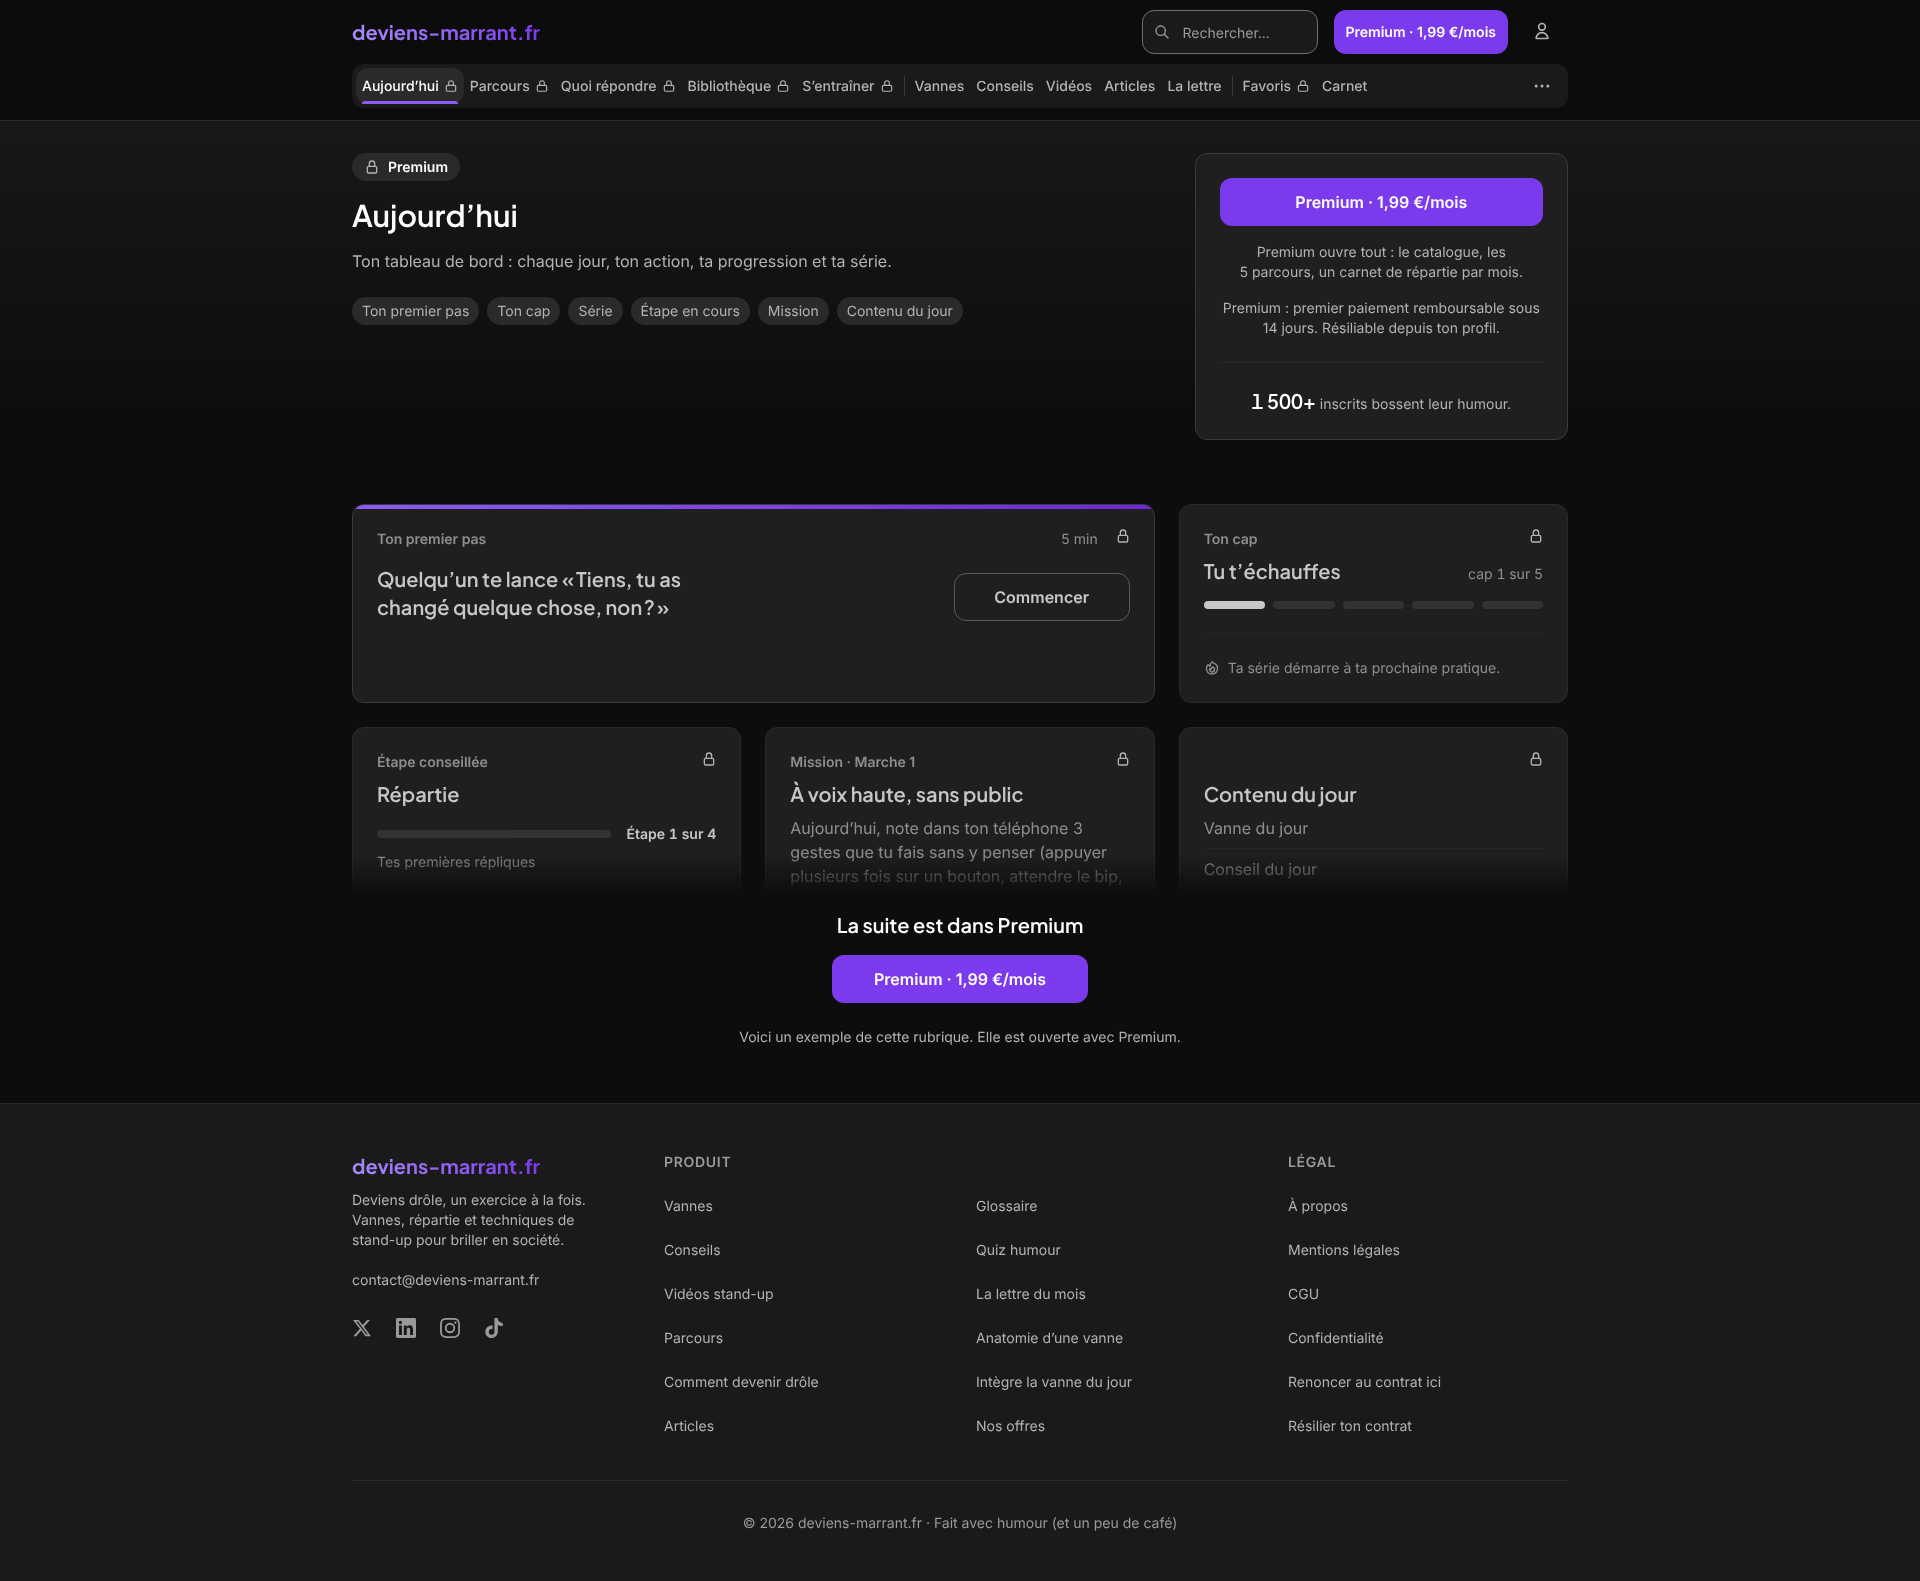 deviens-marrant.fr
Rechercher...
Premium · 1,99 €/mois
Aujourd’hui
Parcours
Quoi répondre
Bibliothèque
S’entraîner
Vannes
Conseils
Vidéos
Articles
La lettre
Favoris
Carnet
Premium
Aujourd’hui
Ton tableau de bord : chaque jour, ton action, ta progression et ta série.
Ton premier pas
Ton cap
Série
Étape en cours
Mission
Contenu du jour
Premium · 1,99 €/mois
Premium ouvre tout : le catalogue, les
5 parcours, un carnet de répartie par mois.
Premium : premier paiement remboursable sous
14 jours. Résiliable depuis ton profil.
1 500+ inscrits bossent leur humour.
Ton premier pas
5 min
Quelqu’un te lance « Tiens, tu as
changé quelque chose, non ? »
Commencer
Ton cap
Tu t’échauffes
cap 1 sur 5
Ta série démarre à ta prochaine pratique.
Étape conseillée
Répartie
Étape 1 sur 4
Tes premières répliques
Mission · Marche 1
À voix haute, sans public
Aujourd’hui, note dans ton téléphone 3
gestes que tu fais sans y penser (appuyer
plusieurs fois sur un bouton, attendre le bip,
Contenu du jour
Vanne du jour
Conseil du jour
La suite est dans Premium
Premium · 1,99 €/mois
Voici un exemple de cette rubrique. Elle est ouverte avec Premium.
deviens-marrant.fr
Deviens drôle, un exercice à la fois.
Vannes, répartie et techniques de
stand-up pour briller en société.
contact@deviens-marrant.fr
PRODUIT
Vannes
Conseils
Vidéos stand-up
Parcours
Comment devenir drôle
Articles
Glossaire
Quiz humour
La lettre du mois
Anatomie d’une vanne
Intègre la vanne du jour
Nos offres
LÉGAL
À propos
Mentions légales
CGU
Confidentialité
Renoncer au contrat ici
Résilier ton contrat
© 2026 deviens-marrant.fr · Fait avec humour (et un peu de café)